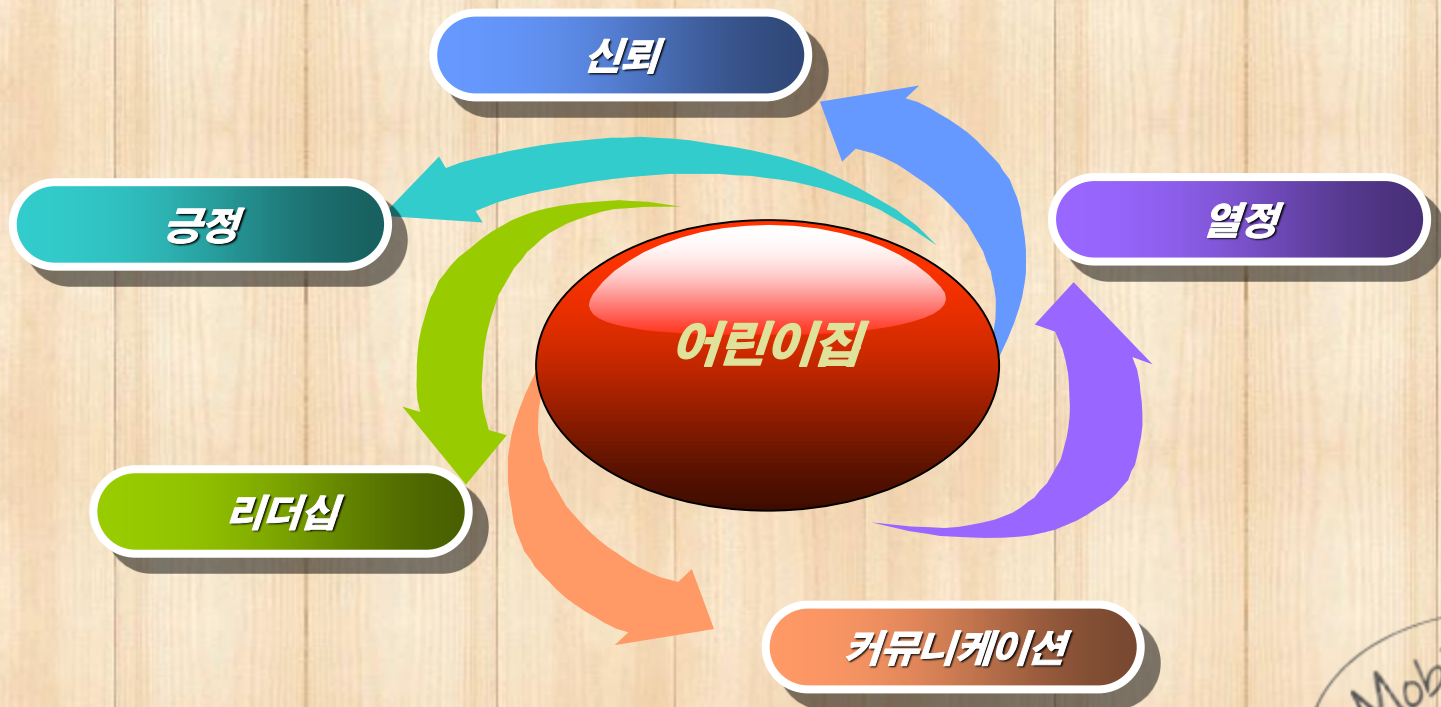 신뢰
긍정
열정
어린이집
리더십
커뮤니케이션